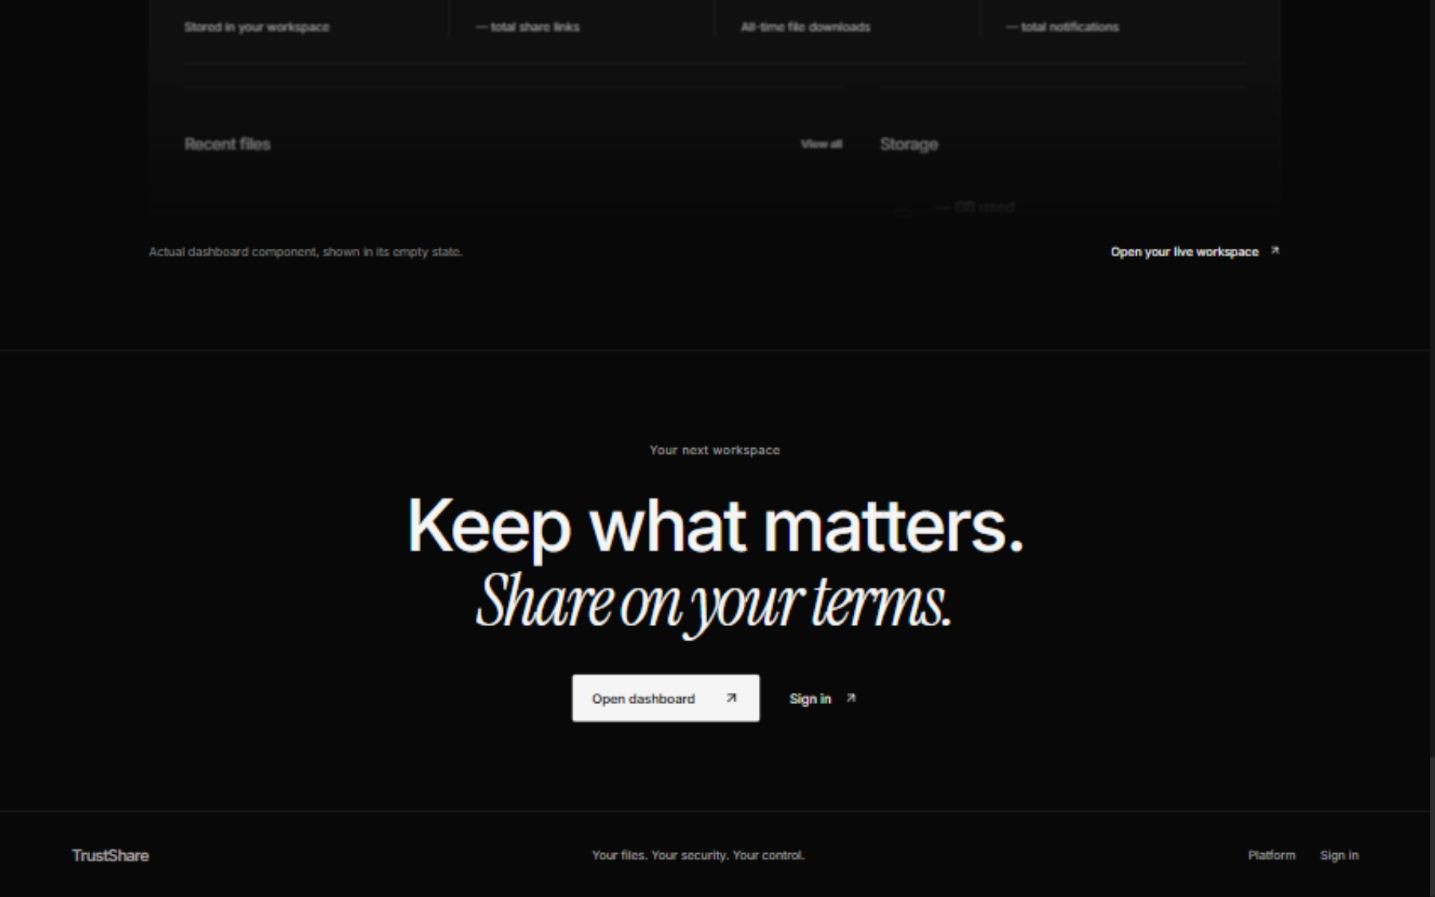 Stored in your workspace
— total share links
All-time file downloads
— total notifications
Recent files
View all
Storage
— GB used
Actual dashboard component, shown in its empty state.
Open your live workspace
Your next workspace
Keep what matters.
Share on your terms.
Open dashboard
Sign in
TrustShare
Your files. Your security. Your control.
Platform
Sign in